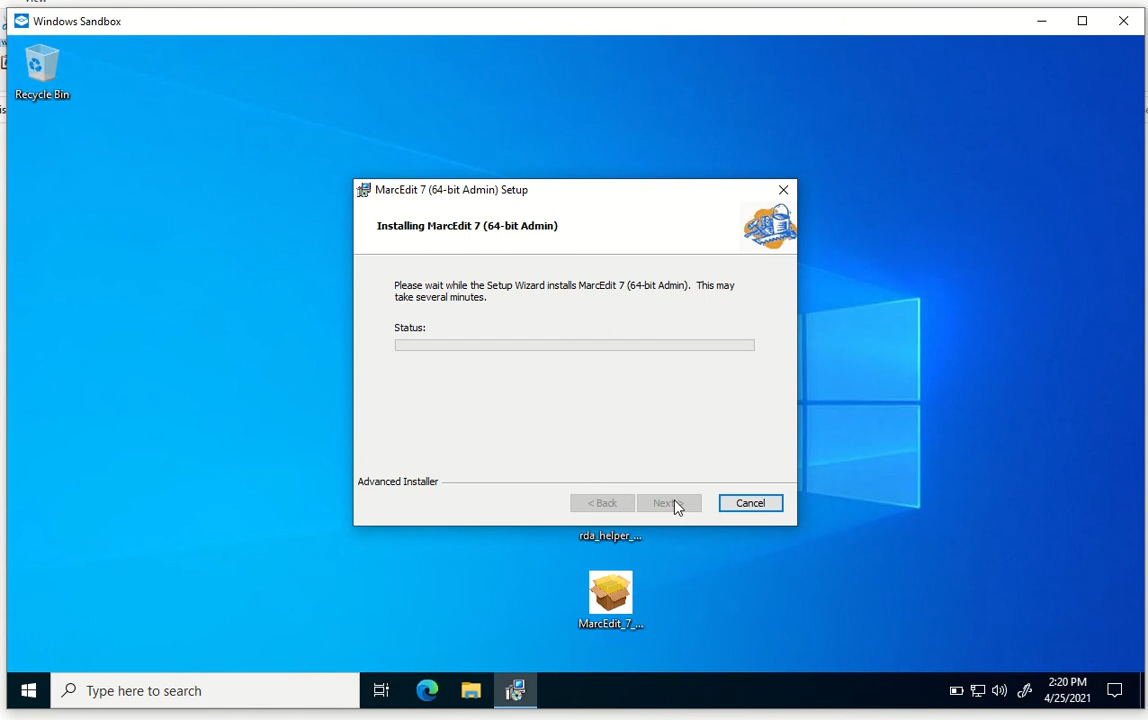 Windows Sandbox
Recycle Bin
MarcEdit 7 (64-bit Admin) Setup
Installing MarcEdit 7 (64-bit Admin)
Please wait while the Setup Wizard installs MarcEdit 7 (64-bit Admin). This may
take several minutes.
Status:
Advanced Installer
< Back
Next
Cancel
rda_helper_...
MarcEdit_7_...
Type here to search
2:20 PM
4/25/2021